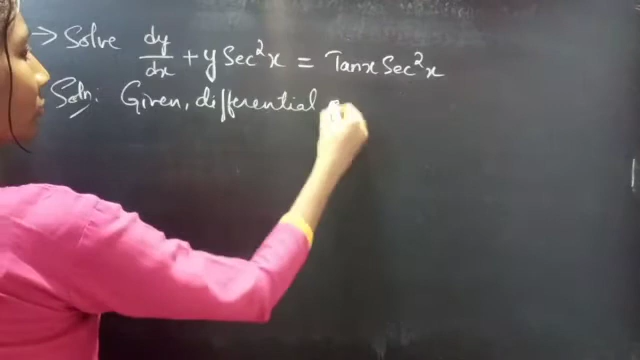 → Solve dy/dx + y Sec²x = Tanx Sec²x
Soln: Given, differential